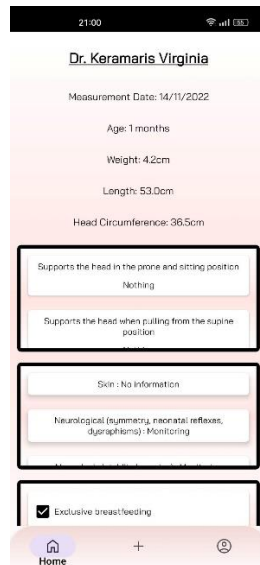 21:00
Dr. Keramaris Virginia
Measurement Date: 14/11/2022
Age: 1 months
Weight: 4.2cm
Length: 53.0cm
Head Circumference: 36.5cm
Supports the head in the prone and sitting position
Nothing
Supports the head when pulling from the supine
position
Skin : No information
Neurological (symmetry, neonatal reflexes,
dysraphisms) : Monitoring
Exclusive breastfeeding
Home